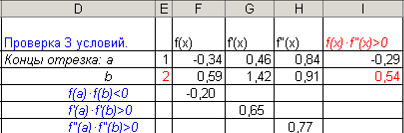 D E F G H I
Проверка 3 условий. f(x) f'(x) f''(x) f(x)·f''(x)>0
Концы отрезка: a 1 -0,34 0,46 0,84 -0,29
b 2 0,59 1,42 0,91 0,54
f(a)·f(b)<0 -0,20
f'(a)·f'(b)>0 0,65
f''(a)·f''(b)>0 0,77